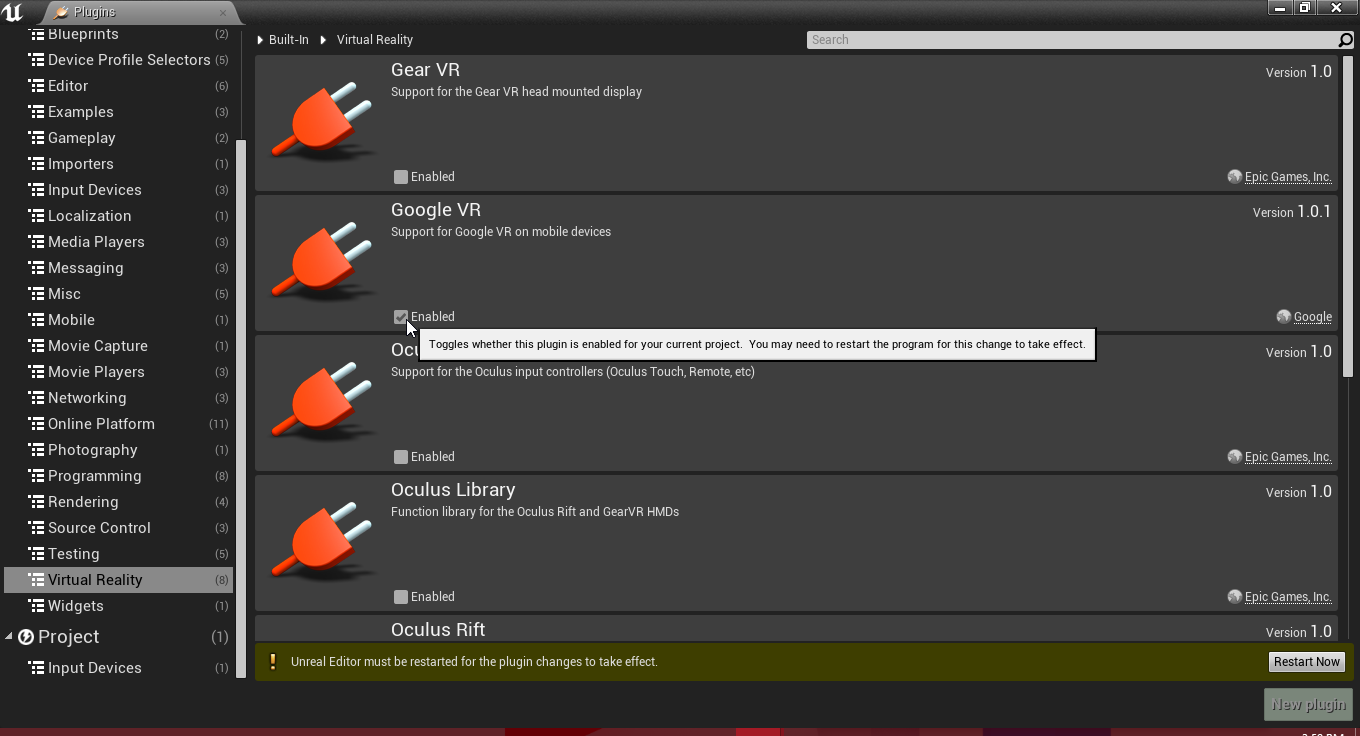 Plugins
Blueprints (2)
Device Profile Selectors (5)
Editor (6)
Examples (3)
Gameplay (2)
Importers (1)
Input Devices (3)
Localization (2)
Media Players (3)
Messaging (3)
Misc (5)
Mobile (1)
Movie Capture (1)
Movie Players (3)
Networking (3)
Online Platform (11)
Photography (1)
Programming (8)
Rendering (4)
Source Control (3)
Testing (5)
Virtual Reality (8)
Widgets (1)
Project (1)
Input Devices (1)
Built-In Virtual Reality
Search
Gear VR
Version 1.0
Support for the Gear VR head mounted display
Enabled
Epic Games, Inc.
Google VR
Version 1.0.1
Support for Google VR on mobile devices
Enabled
Google
Toggles whether this plugin is enabled for your current project. You may need to restart the program for this change to take effect.
Version 1.0
Support for the Oculus input controllers (Oculus Touch, Remote, etc)
Enabled
Epic Games, Inc.
Oculus Library
Version 1.0
Function library for the Oculus Rift and GearVR HMDs
Enabled
Epic Games, Inc.
Oculus Rift
Version 1.0
Unreal Editor must be restarted for the plugin changes to take effect.
Restart Now
New plugin